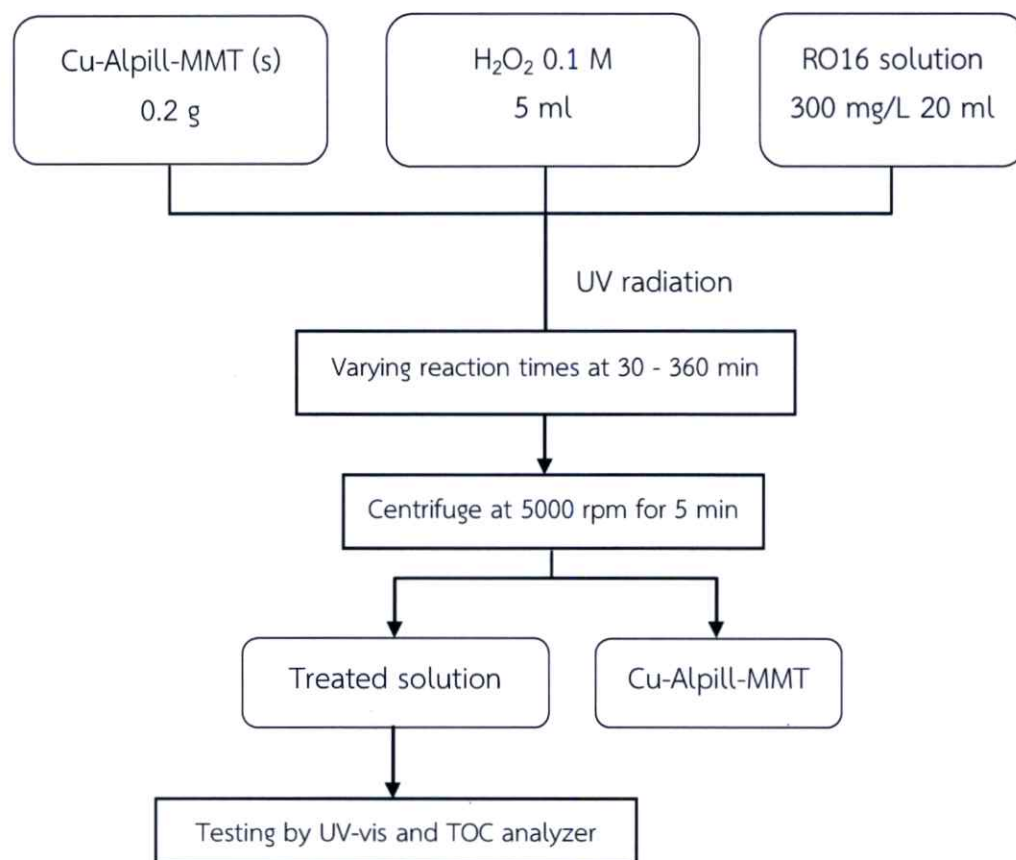 Cu-Alpill-MMT (s)
0.2 g
H₂O₂ 0.1 M
5 ml
RO16 solution
300 mg/L 20 ml
UV radiation
Varying reaction times at 30 - 360 min
Centrifuge at 5000 rpm for 5 min
Treated solution
Cu-Alpill-MMT
Testing by UV-vis and TOC analyzer